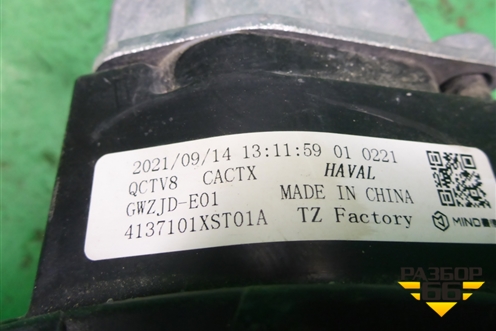 2021/09/14 13:11:59 01 0221
QCTV8 CACTX HAVAL
GWZJD-E01 MADE IN CHINA
4137101XST01A TZ Factory
MIND
РАЗБОР
66